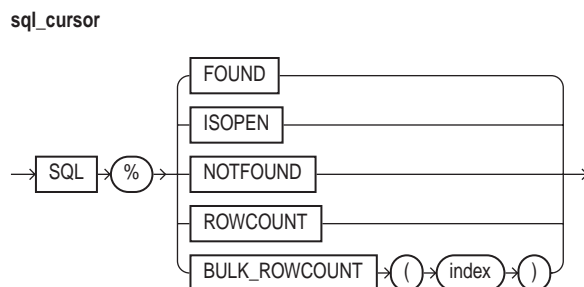 sql_cursor
FOUND
ISOPEN
SQL % NOTFOUND
ROWCOUNT
BULK_ROWCOUNT ( index )